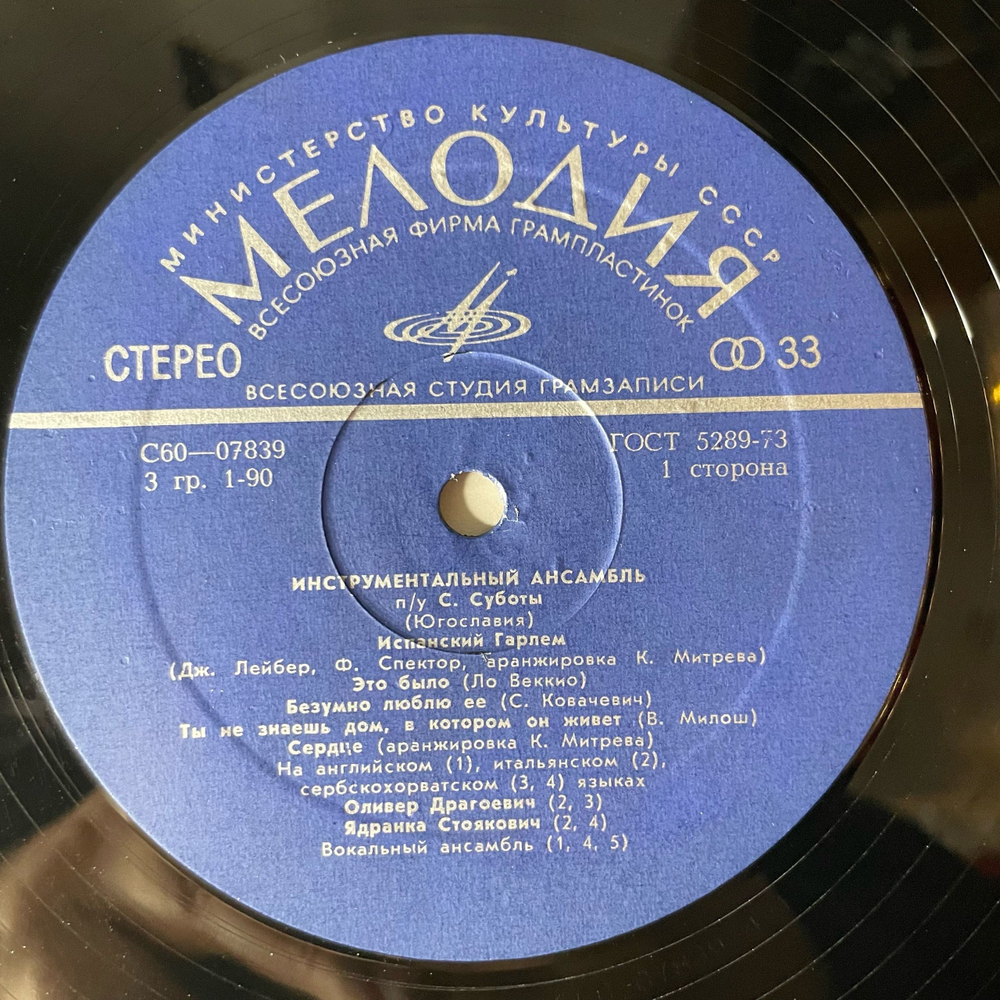 МИНИСТЕРСТВО КУЛЬТУРЫ СССР
МЕЛОДИЯ
ВСЕСОЮЗНАЯ ФИРМА ГРАМПЛАСТИНОК
СТЕРЕО
33
ВСЕСОЮЗНАЯ СТУДИЯ ГРАМЗАПИСИ
С60—07839
ГОСТ 5289-73
3 гр. 1-90
1 сторона
ИНСТРУМЕНТАЛЬНЫЙ АНСАМБЛЬ
п/у С. Суботы
(Югославия)
Испанский Гарлем
(Дж. Лейбер, Ф. Спектор, аранжировка К. Митрева)
Это было (Ло Веккио)
Безумно люблю ее (С. Ковачевич)
Ты не знаешь дом, в котором он живет (В. Милош)
Сердце (аранжировка К. Митрева)
На английском (1), итальянском (2),
сербскохорватском (3, 4) языках
Оливер Драгоевич (2, 3)
Ядранка Стоякович (2, 4)
Вокальный ансамбль (1, 4, 5)